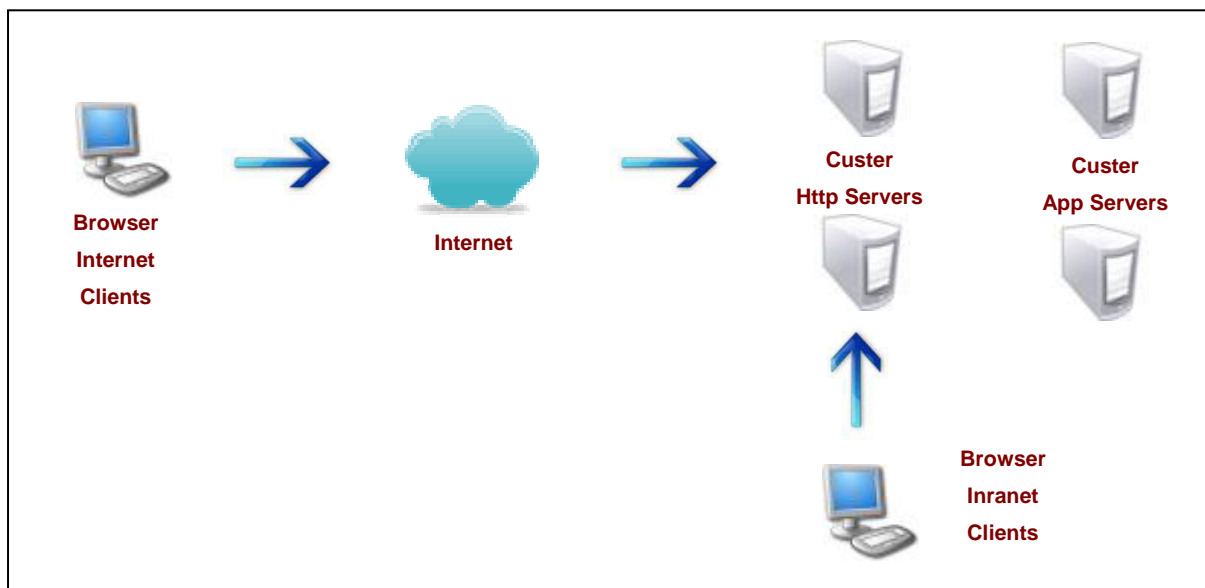 Browser
Internet
Clients
Internet
Custer
Http Servers
Custer
App Servers
Browser
Inranet
Clients